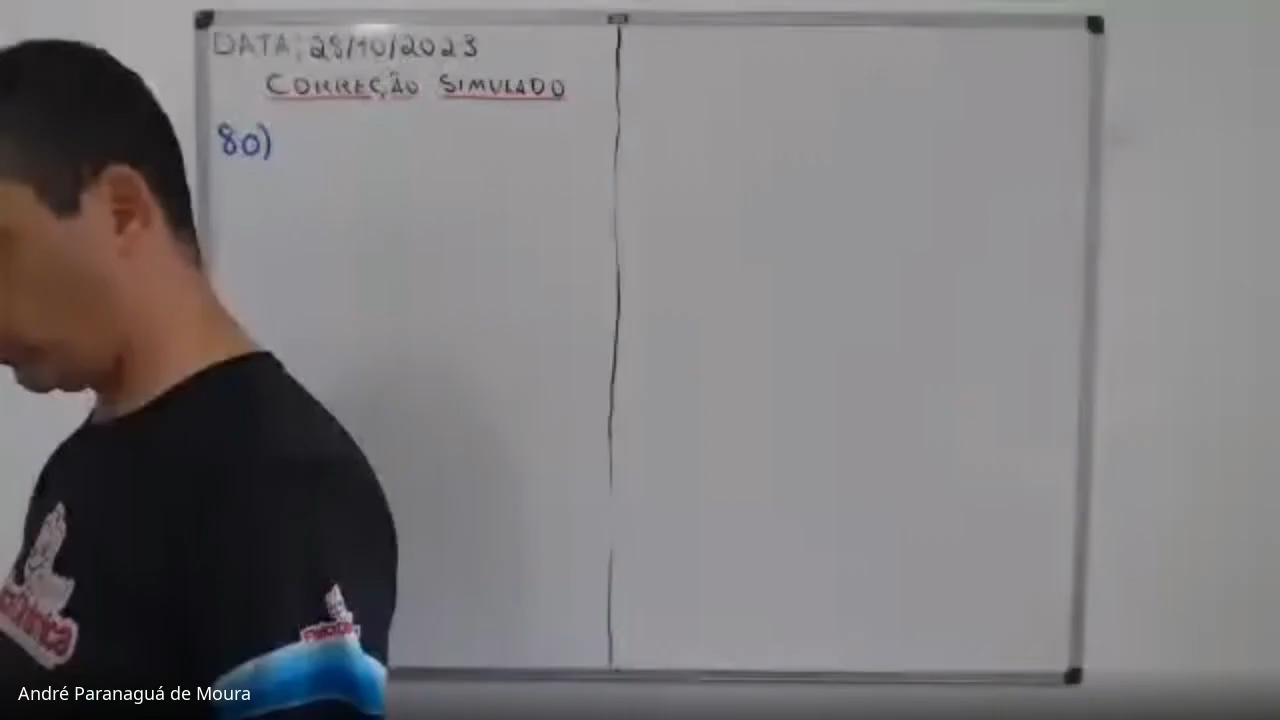 DATA: 28/10/2023
CORREÇÃO SIMULADO
80)
André Paranaguá de Moura